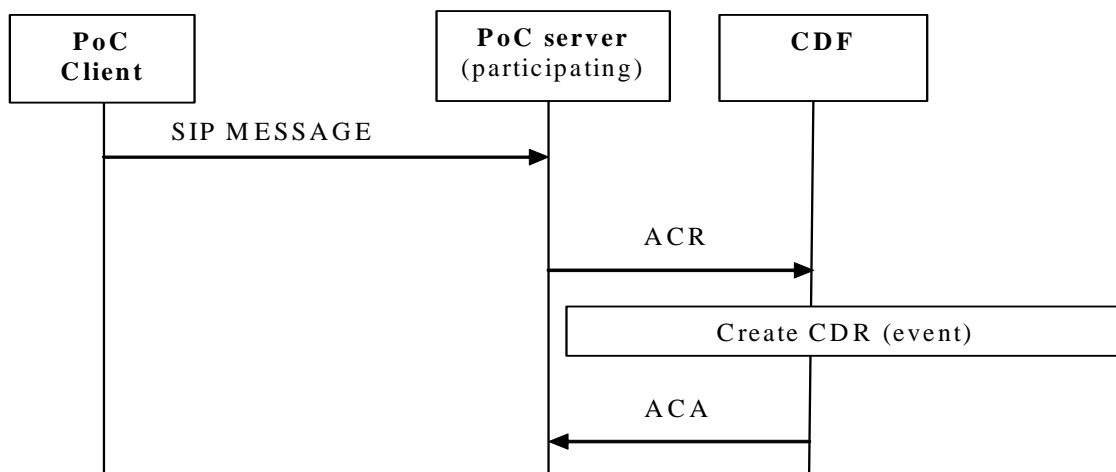 PoC
Client
PoC server
(participating)
CDF
SIP MESSAGE
ACR
Create CDR (event)
ACA